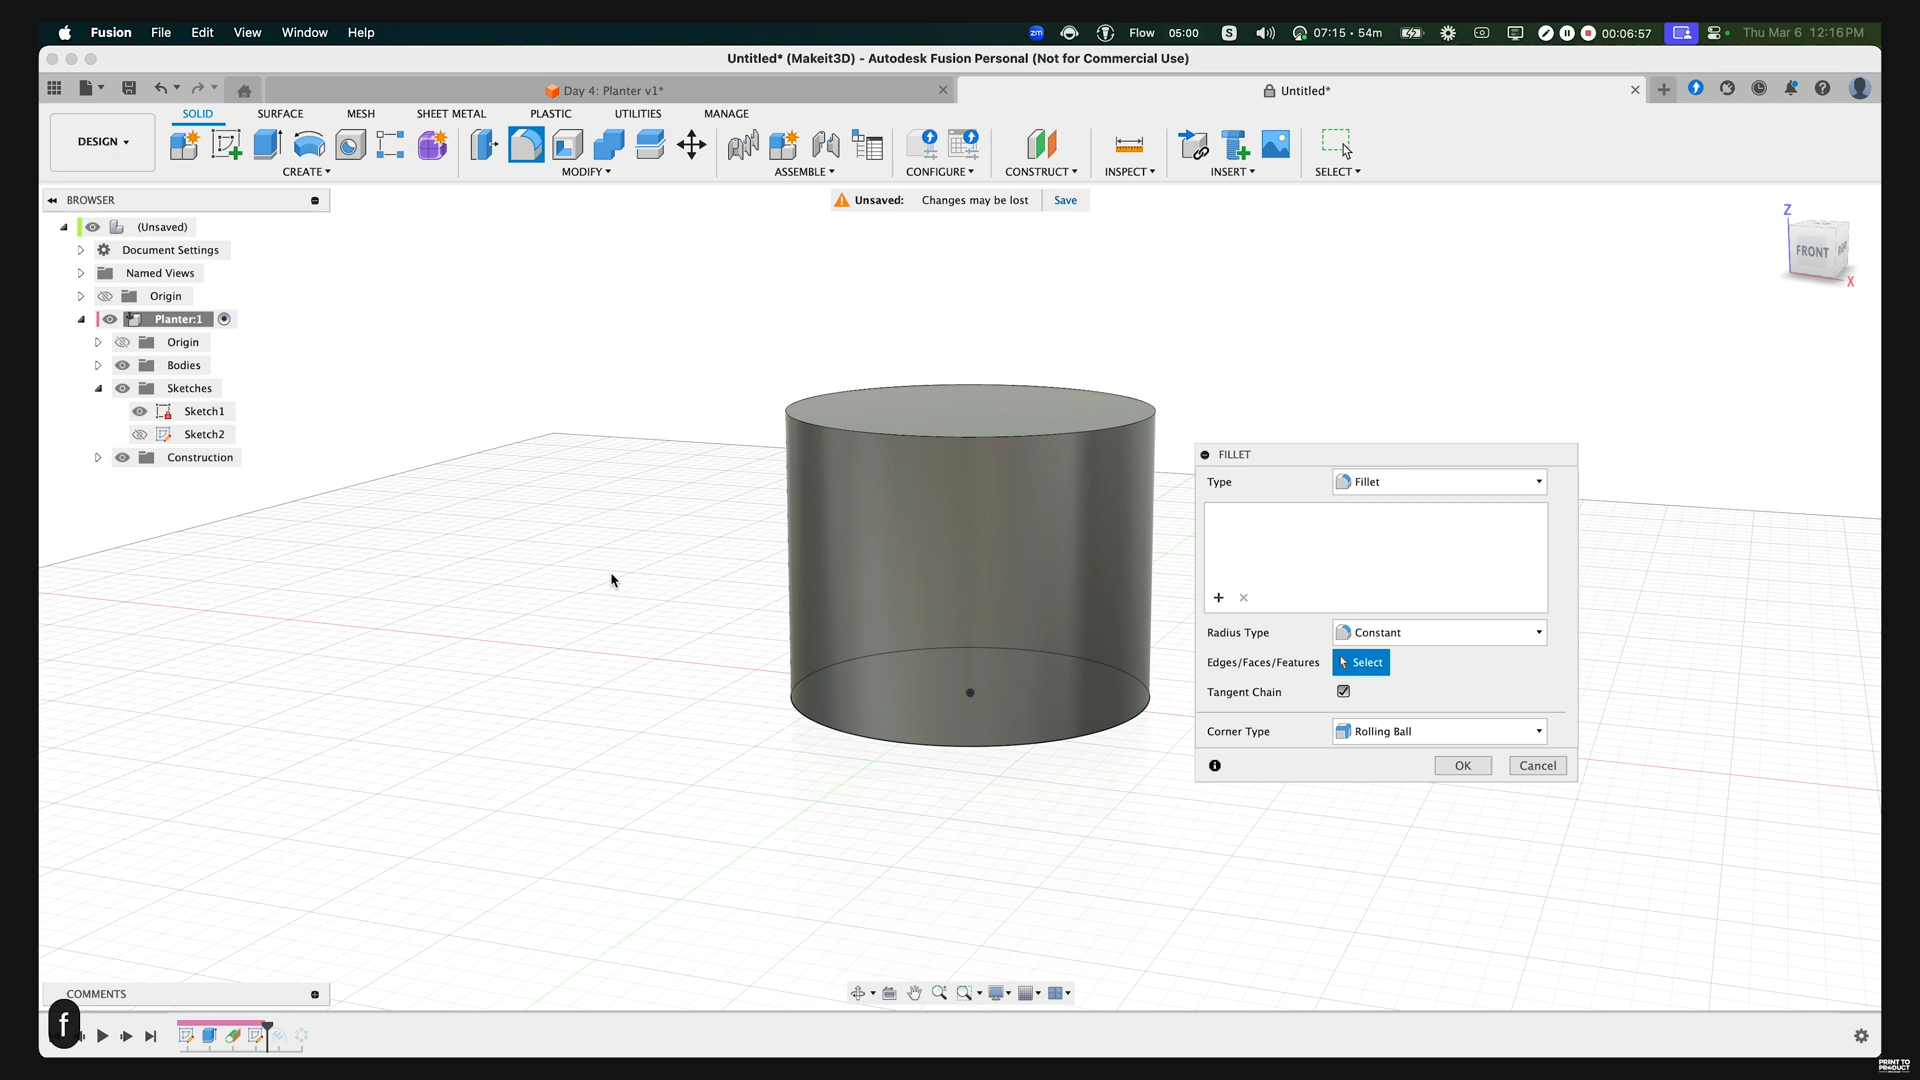 Fusion File Edit View Window Help
zm Flow 05:00 S 07:15 • 54m 00:06:57 Thu Mar 6 12:16 PM
Untitled* (Makeit3D) - Autodesk Fusion Personal (Not for Commercial Use)
Day 4: Planter v1*
Untitled*
SOLID SURFACE MESH SHEET METAL PLASTIC UTILITIES MANAGE
DESIGN
CREATE MODIFY ASSEMBLE CONFIGURE CONSTRUCT INSPECT INSERT SELECT
BROWSER
Unsaved: Changes may be lost Save
(Unsaved)
Document Settings
Named Views
Origin
Planter:1
Origin
Bodies
Sketches
Sketch1
Sketch2
Construction
Z
FRONT
X
FILLET
Type Fillet
Radius Type Constant
Edges/Faces/Features Select
Tangent Chain
Corner Type Rolling Ball
OK Cancel
COMMENTS
f
PRINT TO
PRODUCT